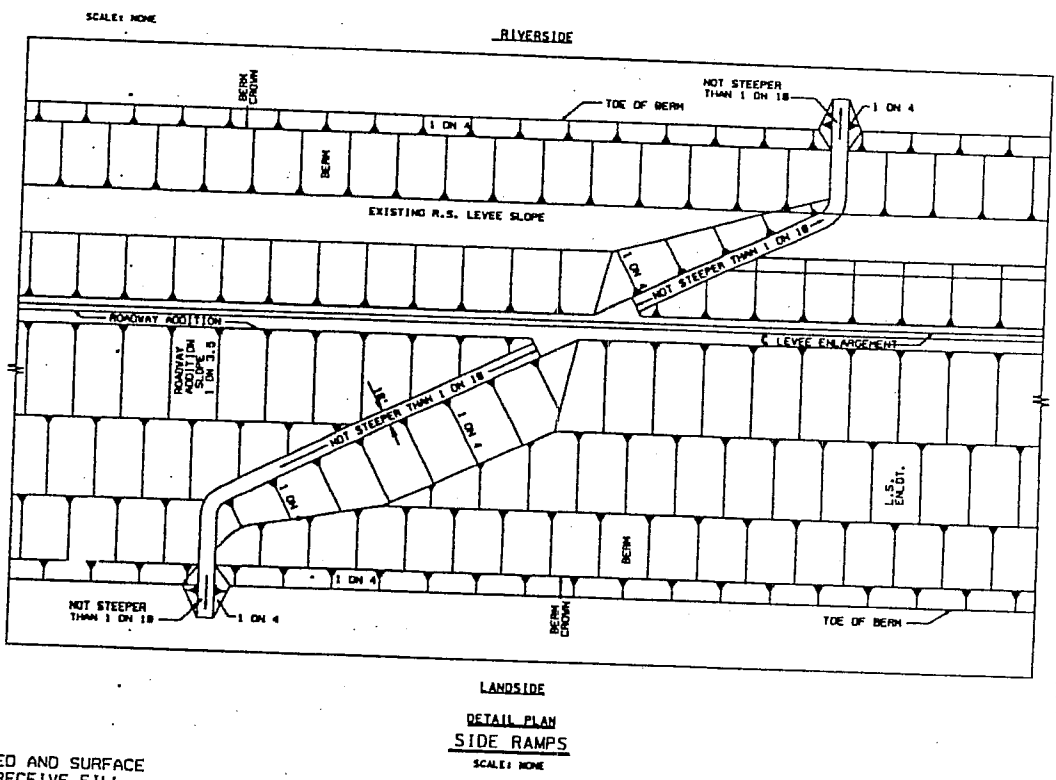 SCALE: NONE
RIVERSIDE
BERM
CROWN
TOE OF BERM
NOT STEEPER
THAN 1 ON 10
1 ON 4
1 ON 4
BERM
EXISTING R.S. LEVEE SLOPE
1 ON 4
NOT STEEPER THAN 1 ON 10
ROADWAY ADDITION
℄ LEVEE ENLARGEMENT
ROADWAY
ADDITION
SLOPE
1 ON 3.5
NOT STEEPER THAN 1 ON 10
1 ON 4
L.S.
ENLGT.
1 ON
BERM
1 ON 4
NOT STEEPER
THAN 1 ON 10
1 ON 4
BERM
CROWN
TOE OF BERM
LANDSIDE
DETAIL PLAN
SIDE RAMPS
SCALE: NONE
ED AND SURFACE
RECEIVE FILL